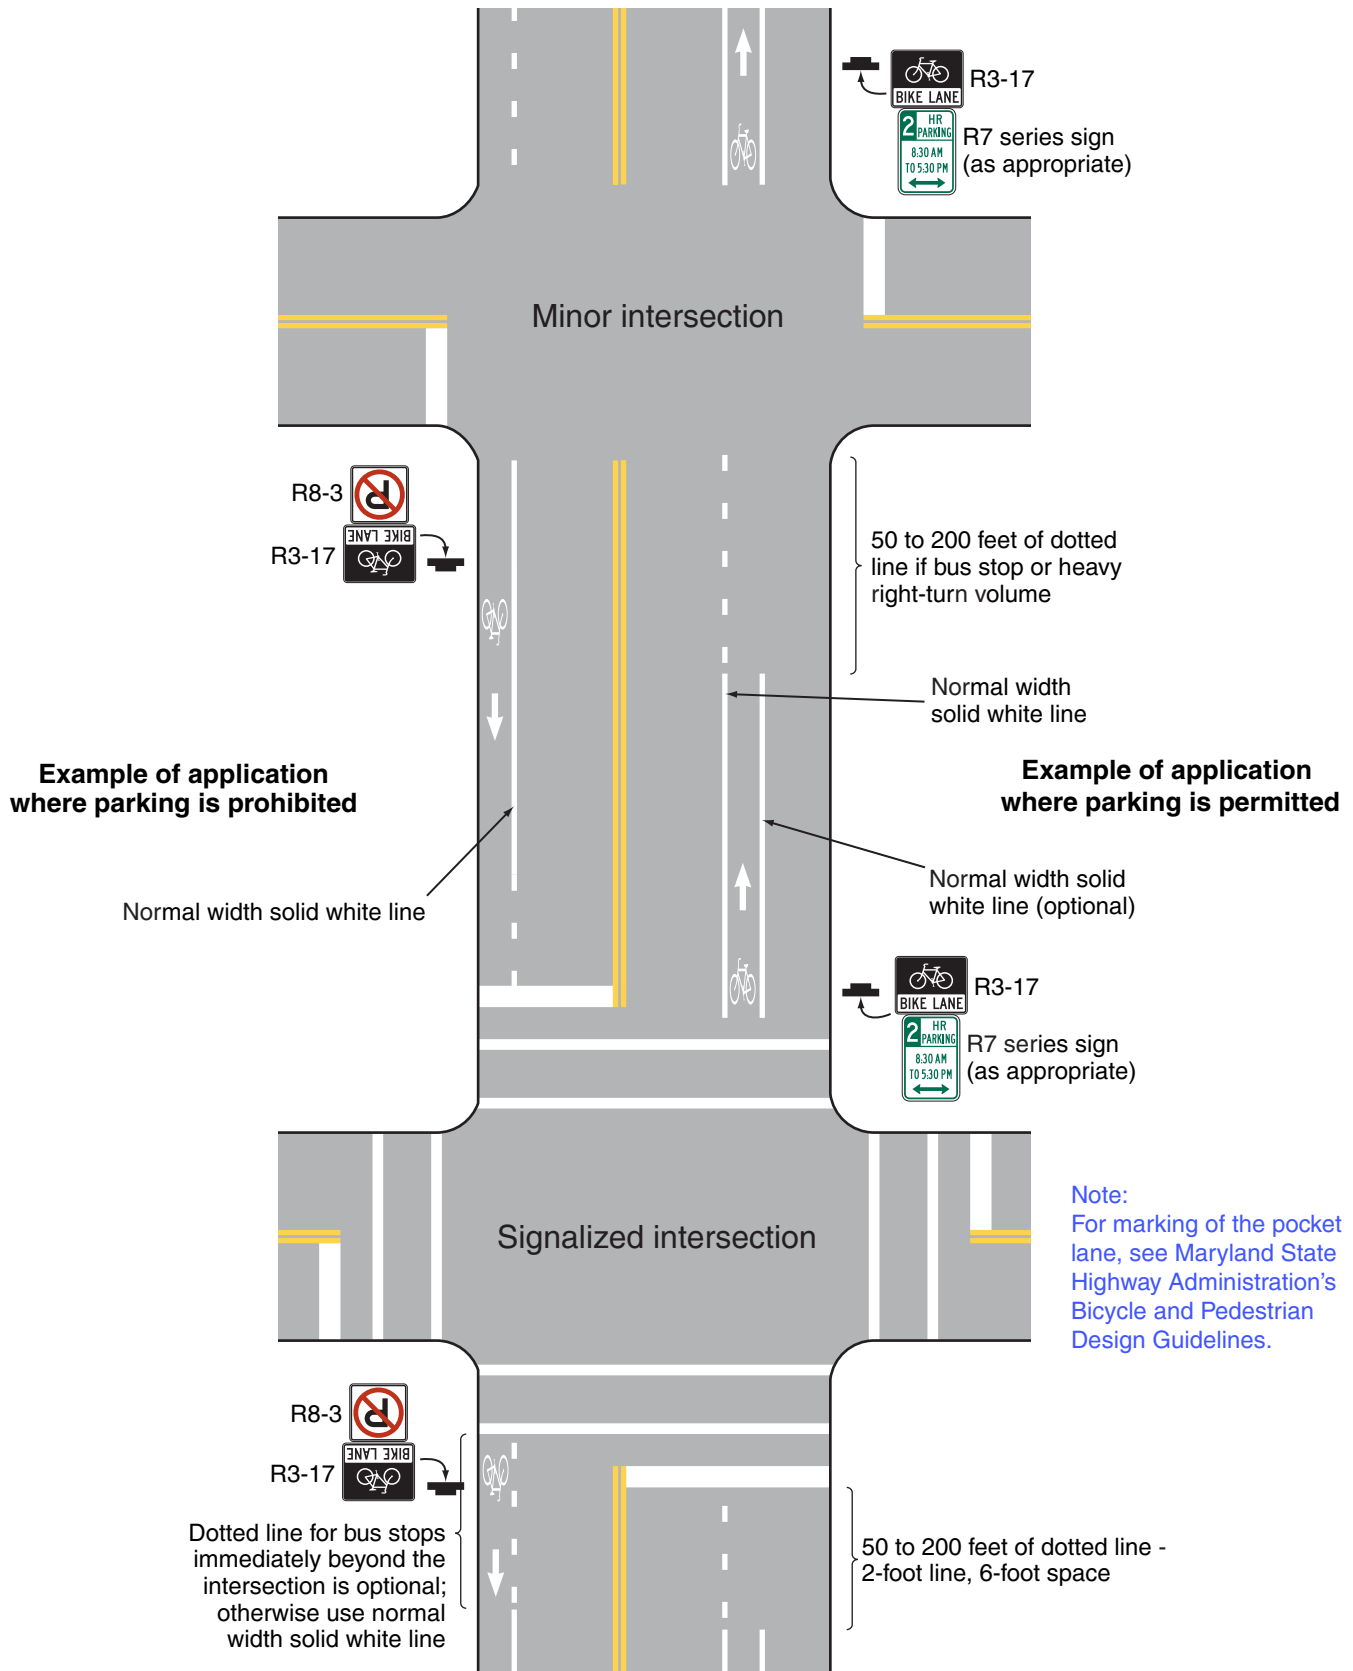 BIKE LANE
R3-17
2 HR
PARKING
8:30 AM
TO 5:30 PM
R7 series sign
(as appropriate)
Minor intersection
R8-3
P
R3-17
BIKE LANE
50 to 200 feet of dotted
line if bus stop or heavy
right-turn volume
Normal width
solid white line
Example of application
where parking is prohibited
Example of application
where parking is permitted
Normal width solid white line
Normal width solid
white line (optional)
BIKE LANE
R3-17
2 HR
PARKING
8:30 AM
TO 5:30 PM
R7 series sign
(as appropriate)
Signalized intersection
Note:
For marking of the pocket
lane, see Maryland State
Highway Administration’s
Bicycle and Pedestrian
Design Guidelines.
R8-3
P
R3-17
BIKE LANE
Dotted line for bus stops
immediately beyond the
intersection is optional;
otherwise use normal
width solid white line
50 to 200 feet of dotted line -
2-foot line, 6-foot space